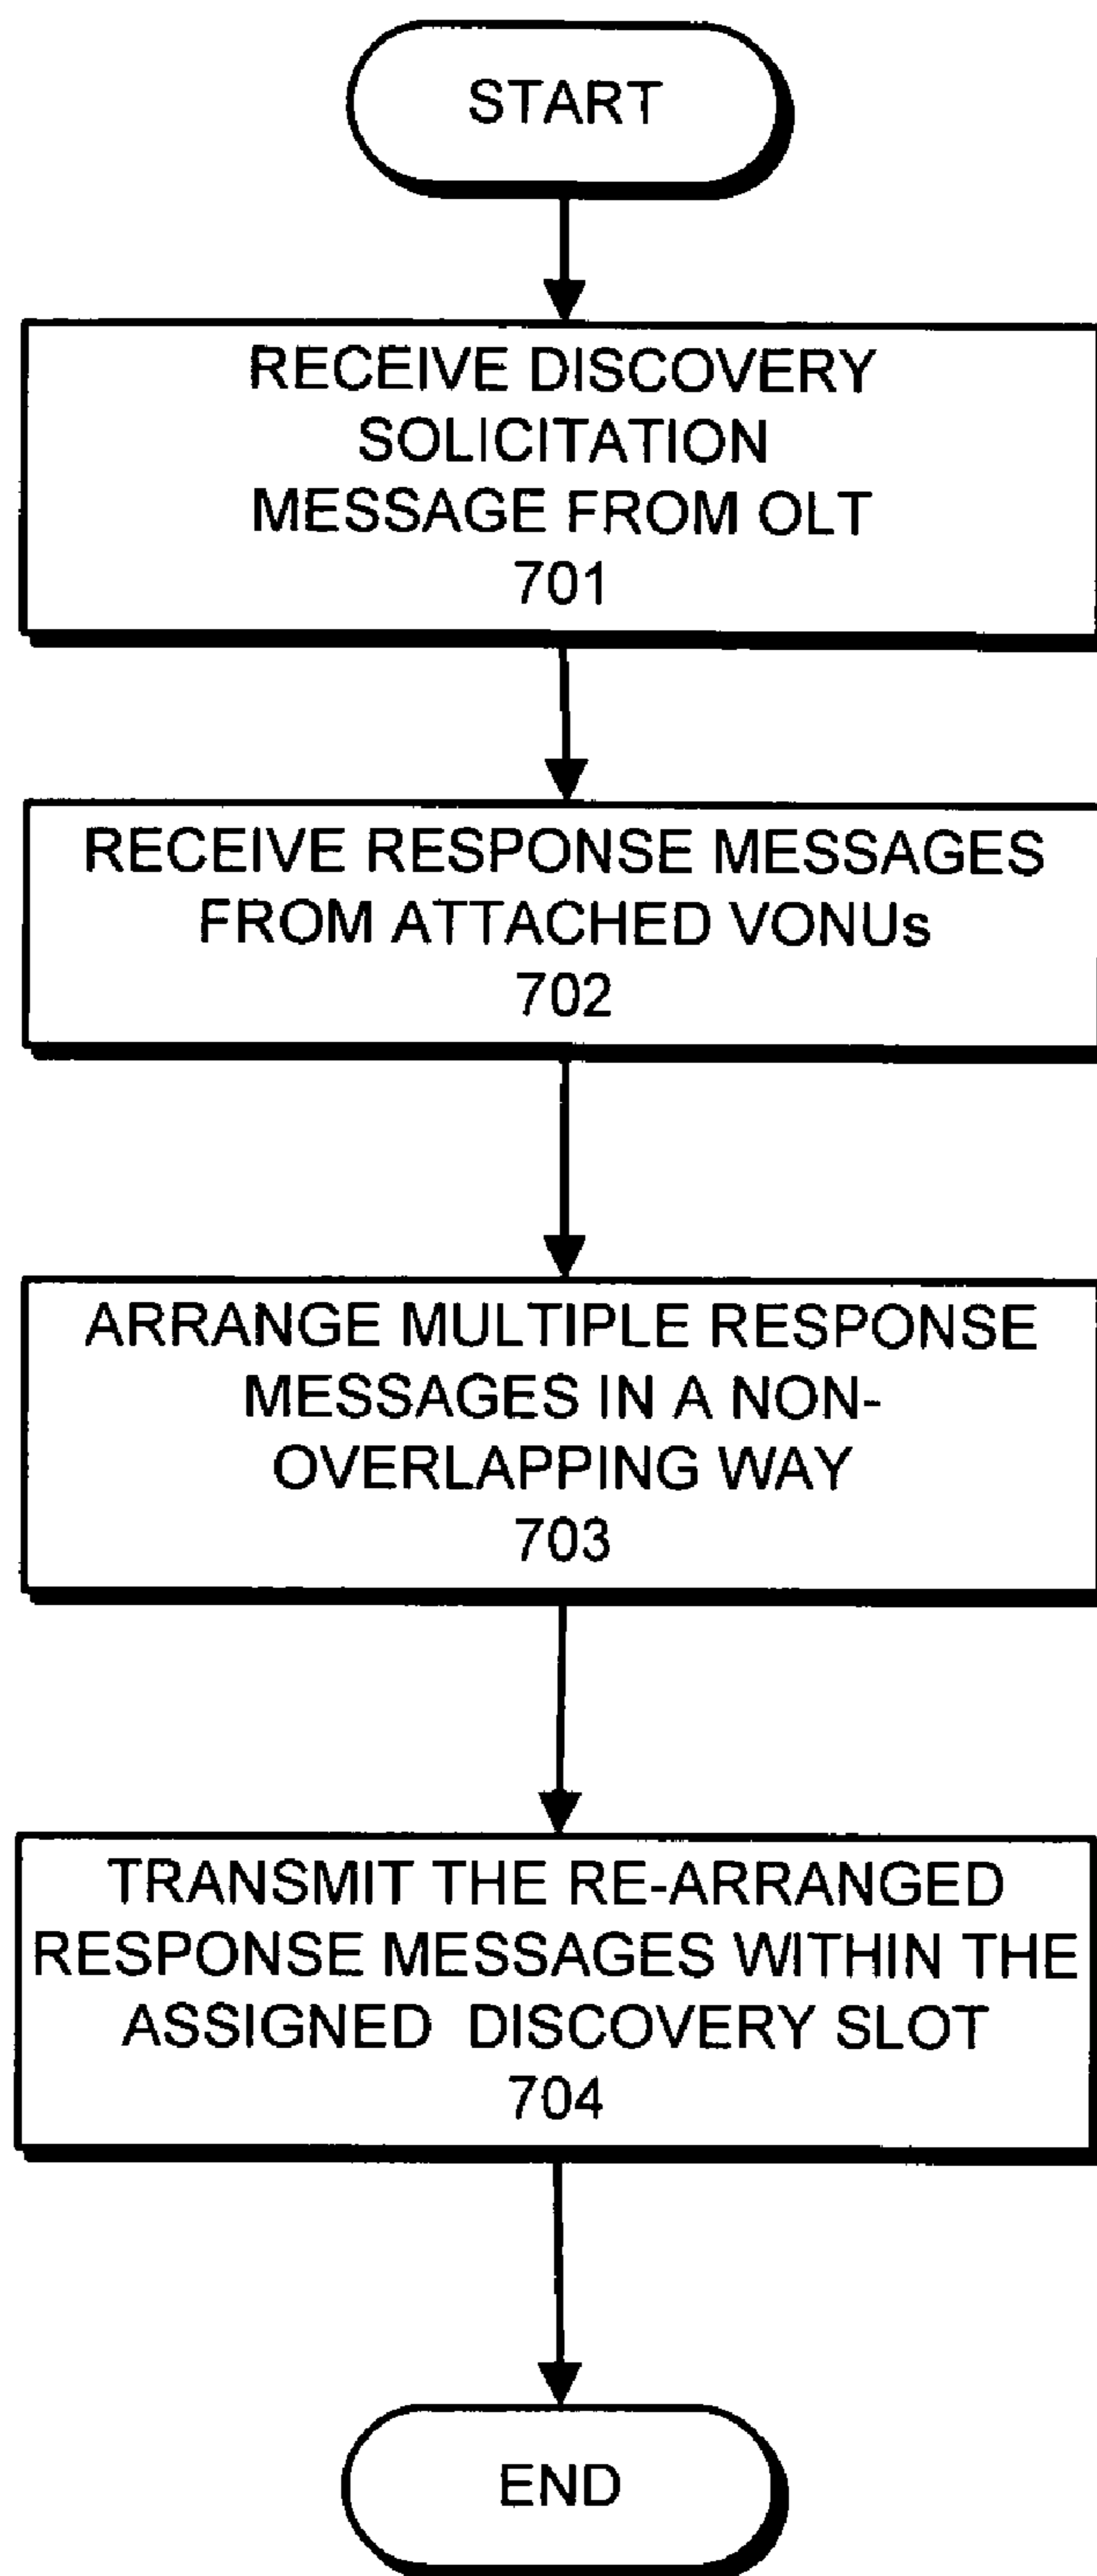 START
RECEIVE DISCOVERY
SOLICITATION
MESSAGE FROM OLT
701
RECEIVE RESPONSE MESSAGES
FROM ATTACHED VONUs
702
ARRANGE MULTIPLE RESPONSE
MESSAGES IN A NON-
OVERLAPPING WAY
703
TRANSMIT THE RE-ARRANGED
RESPONSE MESSAGES WITHIN THE
ASSIGNED DISCOVERY SLOT
704
END